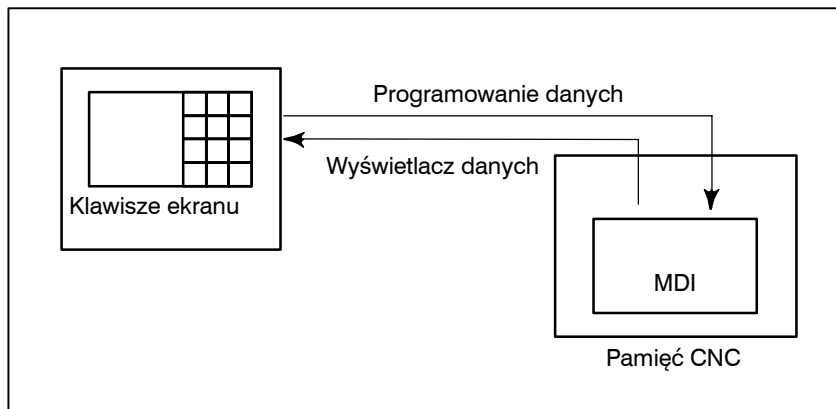 Programowanie danych
Wyświetlacz danych
Klawisze ekranu
MDI
Pamięć CNC